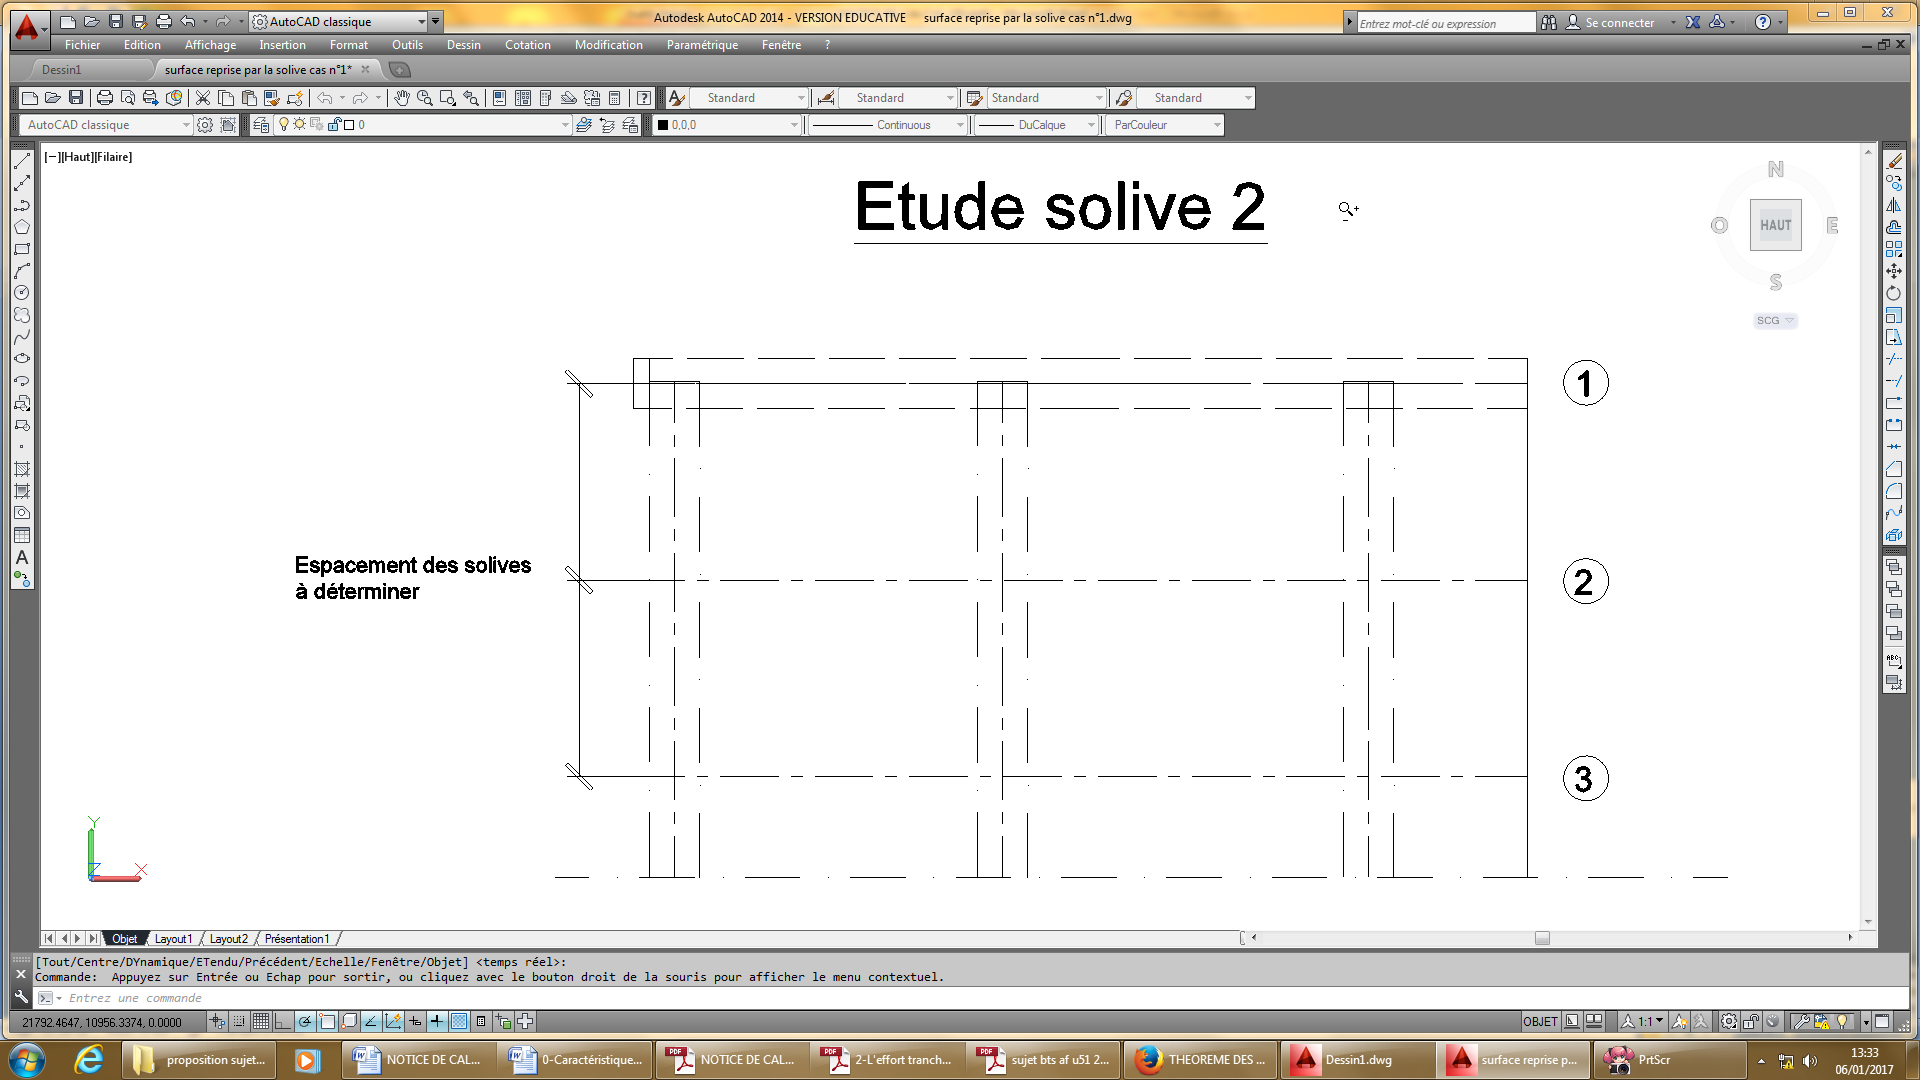 Autodesk AutoCAD 2014 - VERSION EDUCATIVE surface reprise par la solive cas n°1.dwg
AutoCAD classique
Entrez mot-clé ou expression
Se connecter
Fichier Edition Affichage Insertion Format Outils Dessin Cotation Modification Paramétrique Fenêtre ?
Dessin1 surface reprise par la solive cas n°1*
Standard Standard Standard Standard
AutoCAD classique 0 0,0,0 Continuous DuCalque ParCouleur
[−][Haut][Filaire]
Etude solive 2
N
O HAUT E
S
SCG
1
Espacement des solives
à déterminer
2
3
Y
Z X
Objet Layout1 Layout2 Présentation1
[Tout/Centre/DYnamique/ETendu/Précédent/Echelle/Fenêtre/Objet] <temps réel>:
Commande: Appuyez sur Entrée ou Echap pour sortir, ou cliquez avec le bouton droit de la souris pour afficher le menu contextuel.
Entrez une commande
21792.4647, 10956.3374, 0.0000 OBJET 1:1
proposition sujet... NOTICE DE CAL... 0-Caractéristique... NOTICE DE CAL... 2-L'effort tranch... sujet bts af u51 2... THEOREME DES ... Dessin1.dwg surface reprise p... PrtScr
13:33
06/01/2017